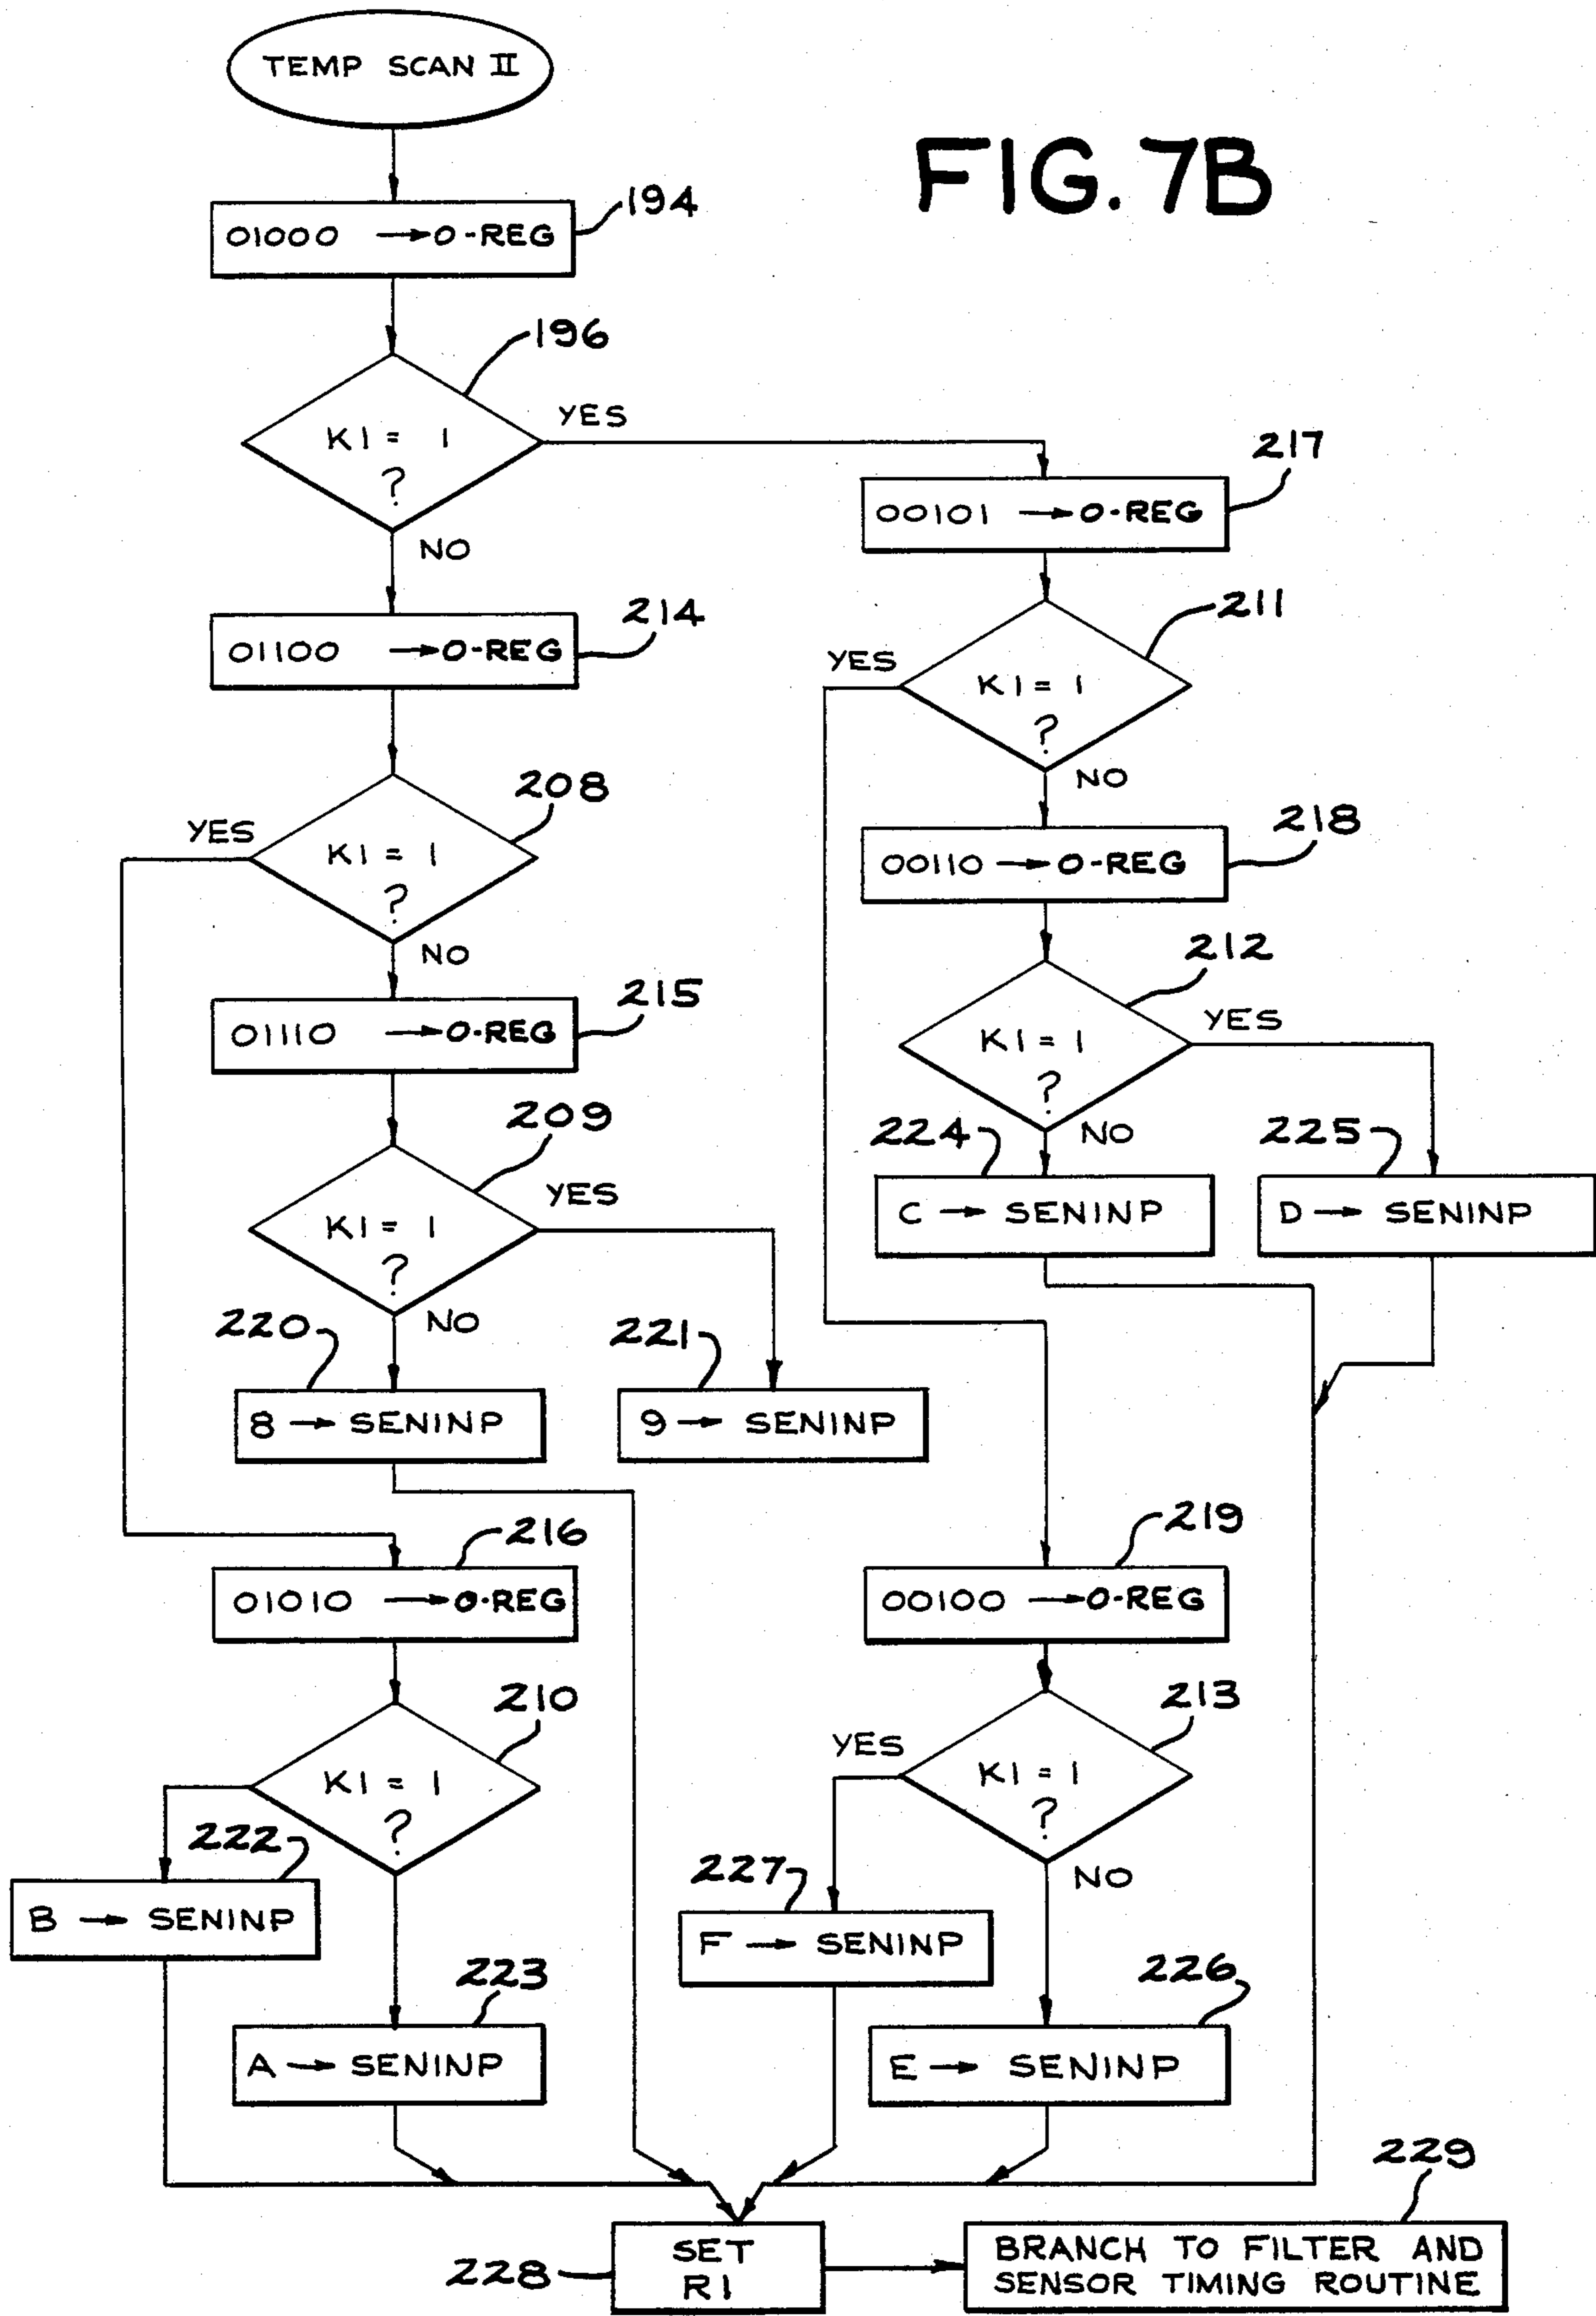 TEMP SCAN II
FIG. 7B
194
01000 → O-REG
196
K1 = 1
?
YES
NO
217
00101 → O-REG
214
01100 → O-REG
211
YES
K1 = 1
?
NO
208
YES
K1 = 1
?
NO
218
00110 → O-REG
215
01110 → O-REG
212
K1 = 1
?
YES
NO
209
K1 = 1
?
YES
NO
224
C → SENINP
225
D → SENINP
220
8 → SENINP
221
9 → SENINP
216
01010 → O-REG
219
00100 → O-REG
210
K1 = 1
?
213
YES
K1 = 1
?
NO
222
B → SENINP
227
F → SENINP
223
A → SENINP
226
E → SENINP
228
SET
R1
229
BRANCH TO FILTER AND
SENSOR TIMING ROUTINE